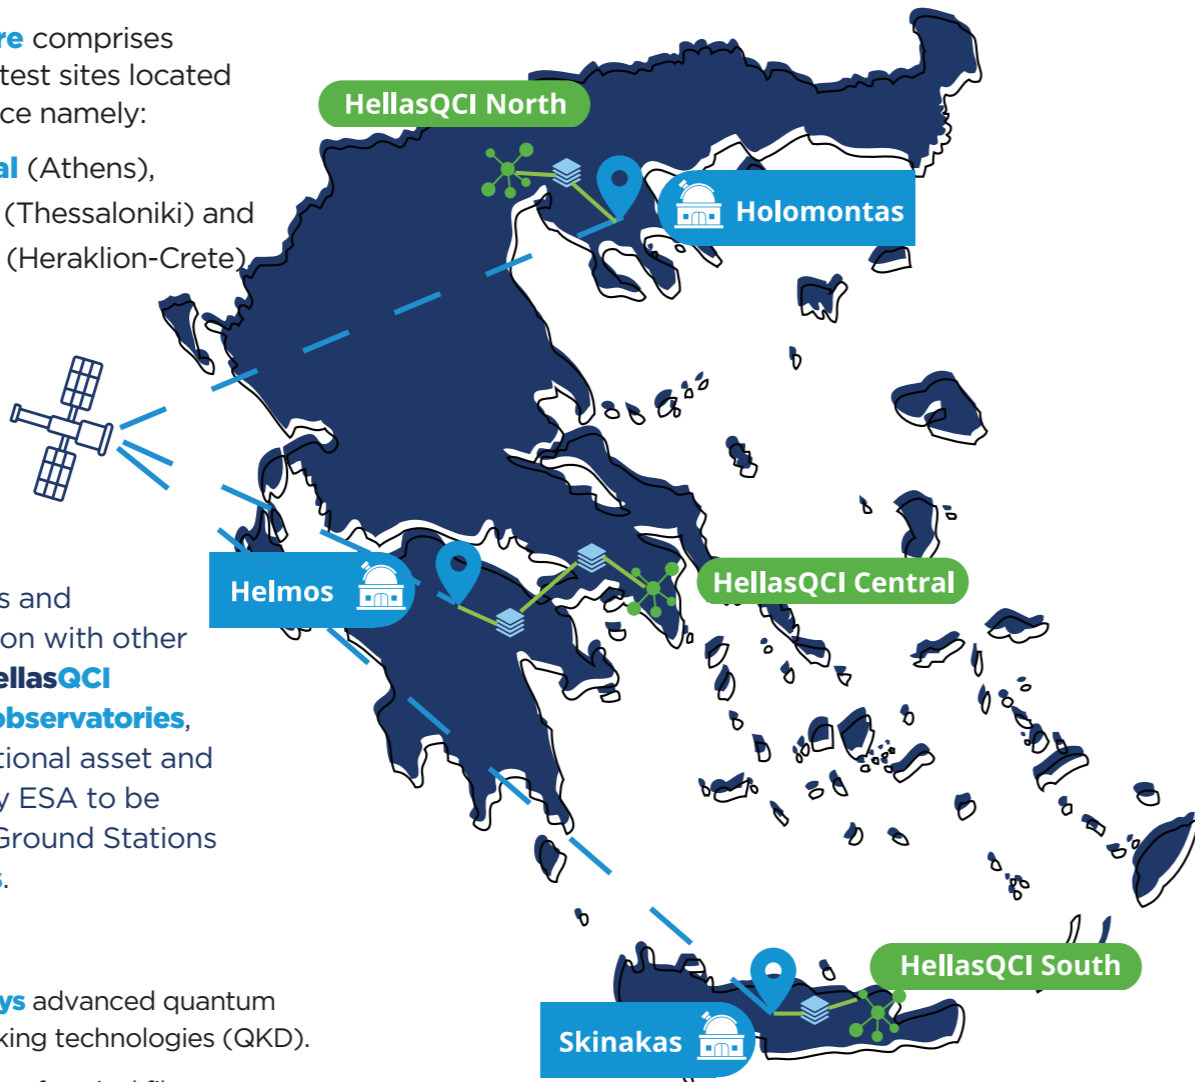 re comprises
test sites located
ce namely:
al (Athens),
(Thessaloniki) and
(Heraklion-Crete)
HellasQCI North
Holomontas
Helmos
HellasQCI Central
s and
on with other
ellasQCI
observatories,
tional asset and
y ESA to be
Ground Stations
s.
HellasQCI South
Skinakas
ys advanced quantum
king technologies (QKD).